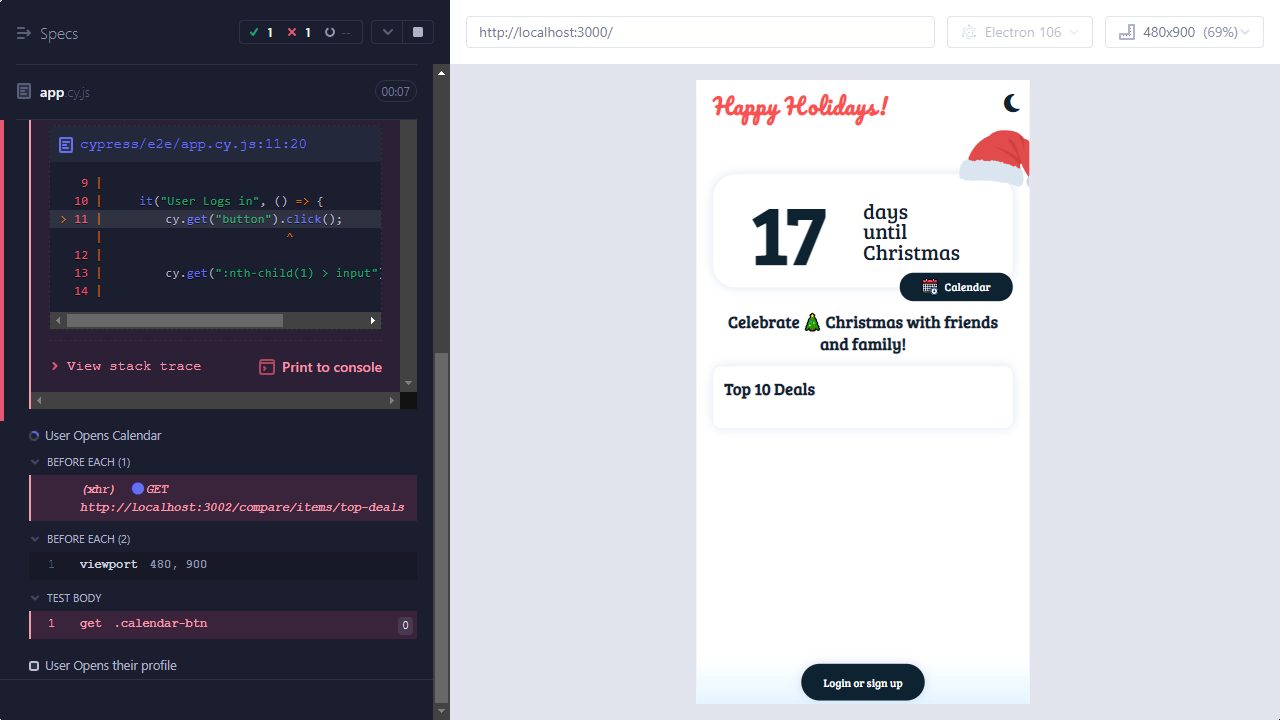 Specs
1
1
--
app.cy.js
00:07
cypress/e2e/app.cy.js:11:20
9 |
10 | it("User Logs in", () => {
> 11 | cy.get("button").click();
| ^
12 |
13 | cy.get(":nth-child(1) > input")
14 |
View stack trace
Print to console
User Opens Calendar
BEFORE EACH (1)
(xhr) GET
http://localhost:3002/compare/items/top-deals
BEFORE EACH (2)
1 viewport 480, 900
TEST BODY
1 get .calendar-btn 0
User Opens their profile
http://localhost:3000/
Electron 106
480x900 (69%)
Happy Holidays!
17
days
until
Christmas
Calendar
Celebrate 🎄 Christmas with friends
and family!
Top 10 Deals
Login or sign up